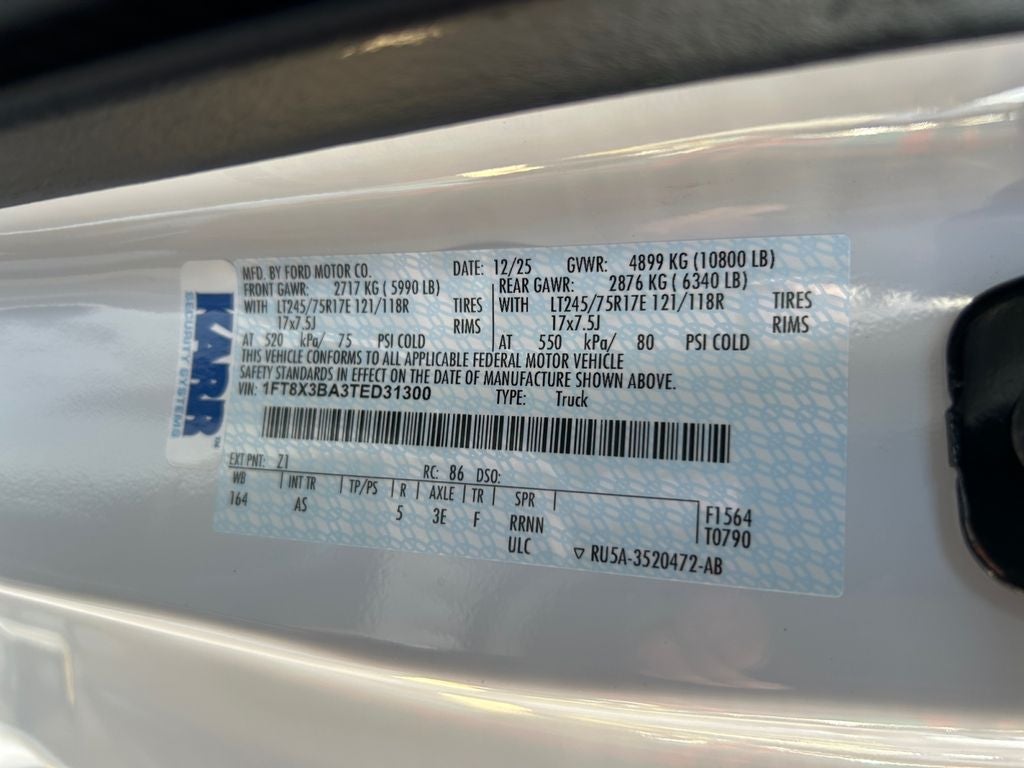 KARR™
SECURITY SYSTEMS
MFD. BY FORD MOTOR CO. DATE: 12/25 GVWR: 4899 KG (10800 LB)
FRONT GAWR: 2717 KG ( 5990 LB) REAR GAWR: 2876 KG ( 6340 LB)
WITH LT245/75R17E 121/118R TIRES WITH LT245/75R17E 121/118R TIRES
17x7.5J RIMS 17x7.5J RIMS
AT 520 kPa/ 75 PSI COLD AT 550 kPa/ 80 PSI COLD
THIS VEHICLE CONFORMS TO ALL APPLICABLE FEDERAL MOTOR VEHICLE
SAFETY STANDARDS IN EFFECT ON THE DATE OF MANUFACTURE SHOWN ABOVE.
VIN: 1FT8X3BA3TED31300 TYPE: Truck
EXT PNT: Z1 RC: 86 DSO:
WB INT TR TP/PS R AXLE TR SPR
164 AS 5 3E F RRNN F1564
ULC T0790
▽ RU5A-3520472-AB